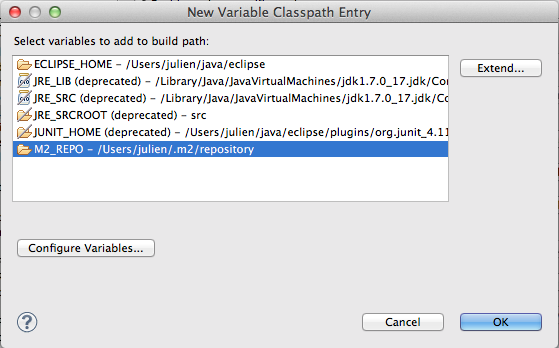 New Variable Classpath Entry
Select variables to add to build path:
ECLIPSE_HOME – /Users/julien/java/eclipse
Extend...
JRE_LIB (deprecated) – /Library/Java/JavaVirtualMachines/jdk1.7.0_17.jdk/Con
JRE_SRC (deprecated) – /Library/Java/JavaVirtualMachines/jdk1.7.0_17.jdk/Co
JRE_SRCROOT (deprecated) – src
JUNIT_HOME (deprecated) – /Users/julien/java/eclipse/plugins/org.junit_4.11
M2_REPO – /Users/julien/.m2/repository
Configure Variables...
?
Cancel
OK